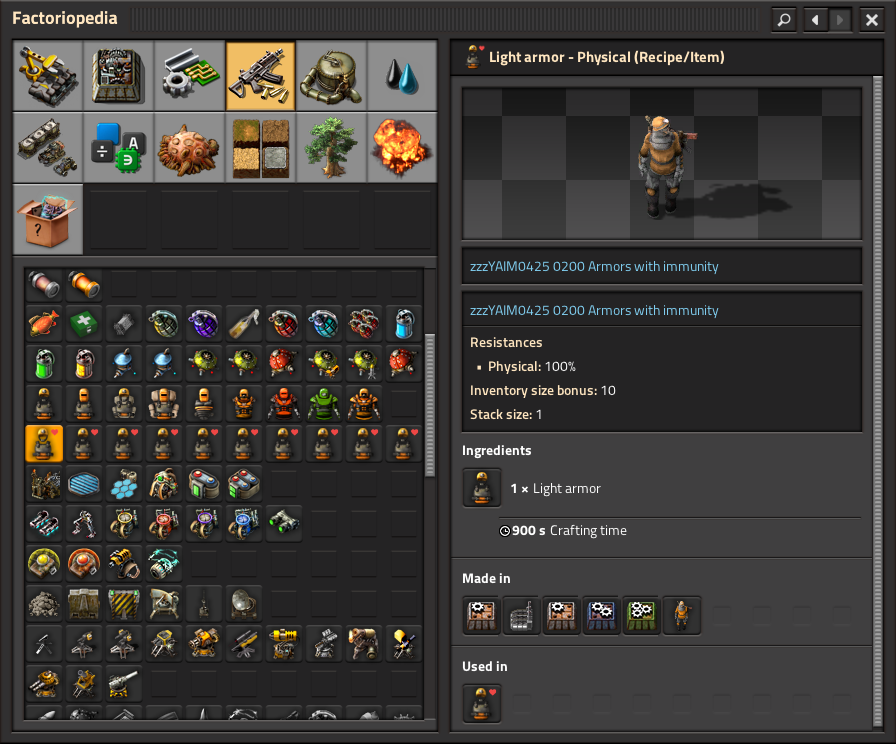 Factoriopedia
Light armor - Physical (Recipe/Item)
zzzYAIM0425 0200 Armors with immunity
zzzYAIM0425 0200 Armors with immunity
Resistances
• Physical: 100%
Inventory size bonus: 10
Stack size: 1
Ingredients
1 × Light armor
900 s Crafting time
Made in
Used in
A
÷
?